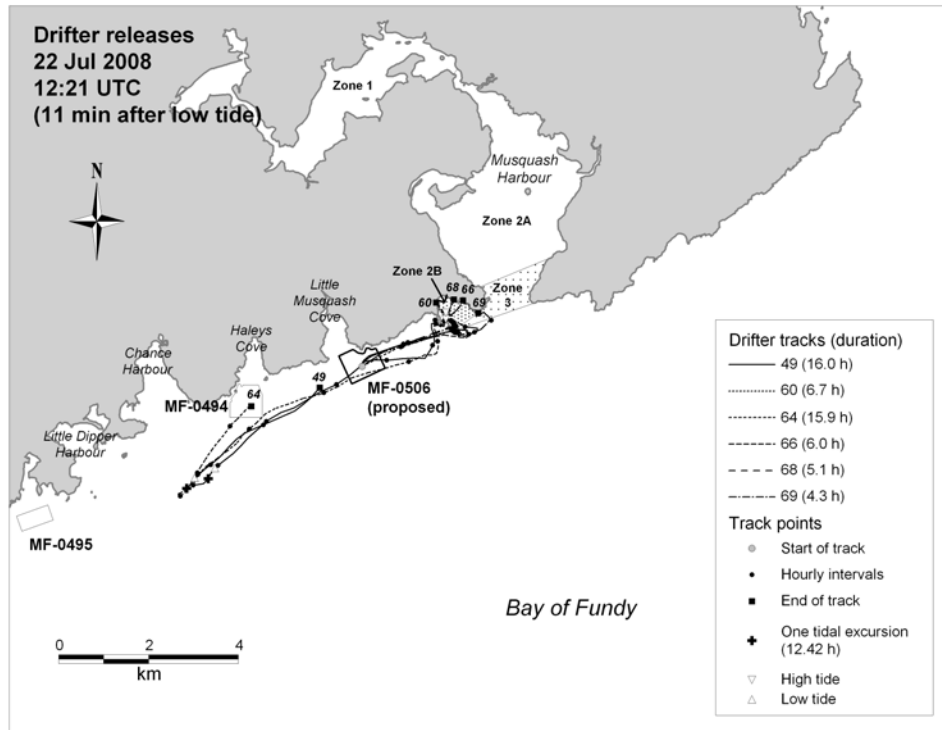 Drifter releases
22 Jul 2008
12:21 UTC
(11 min after low tide)
Zone 1
N
Musquash
Harbour
Zone 2A
Zone 2B
68
66
Zone
3
60
69
Little
Musquash
Cove
Haleys
Cove
Chance
Harbour
49
64
MF-0494
MF-0506
(proposed)
Little Dipper
Harbour
MF-0495
Bay of Fundy
0 2 4
km
Drifter tracks (duration)
49 (16.0 h)
60 (6.7 h)
64 (15.9 h)
66 (6.0 h)
68 (5.1 h)
69 (4.3 h)
Track points
Start of track
Hourly intervals
End of track
One tidal excursion
(12.42 h)
High tide
Low tide